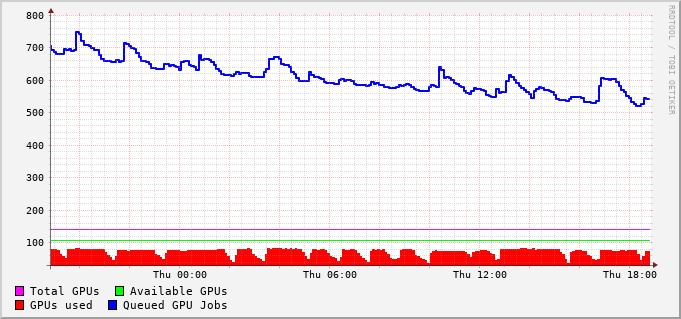 800
700
600
500
400
300
200
100
Thu 00:00 Thu 06:00 Thu 12:00 Thu 18:00
Total GPUs Available GPUs
GPUs used Queued GPU Jobs
RRDTOOL / TOBI OETIKER